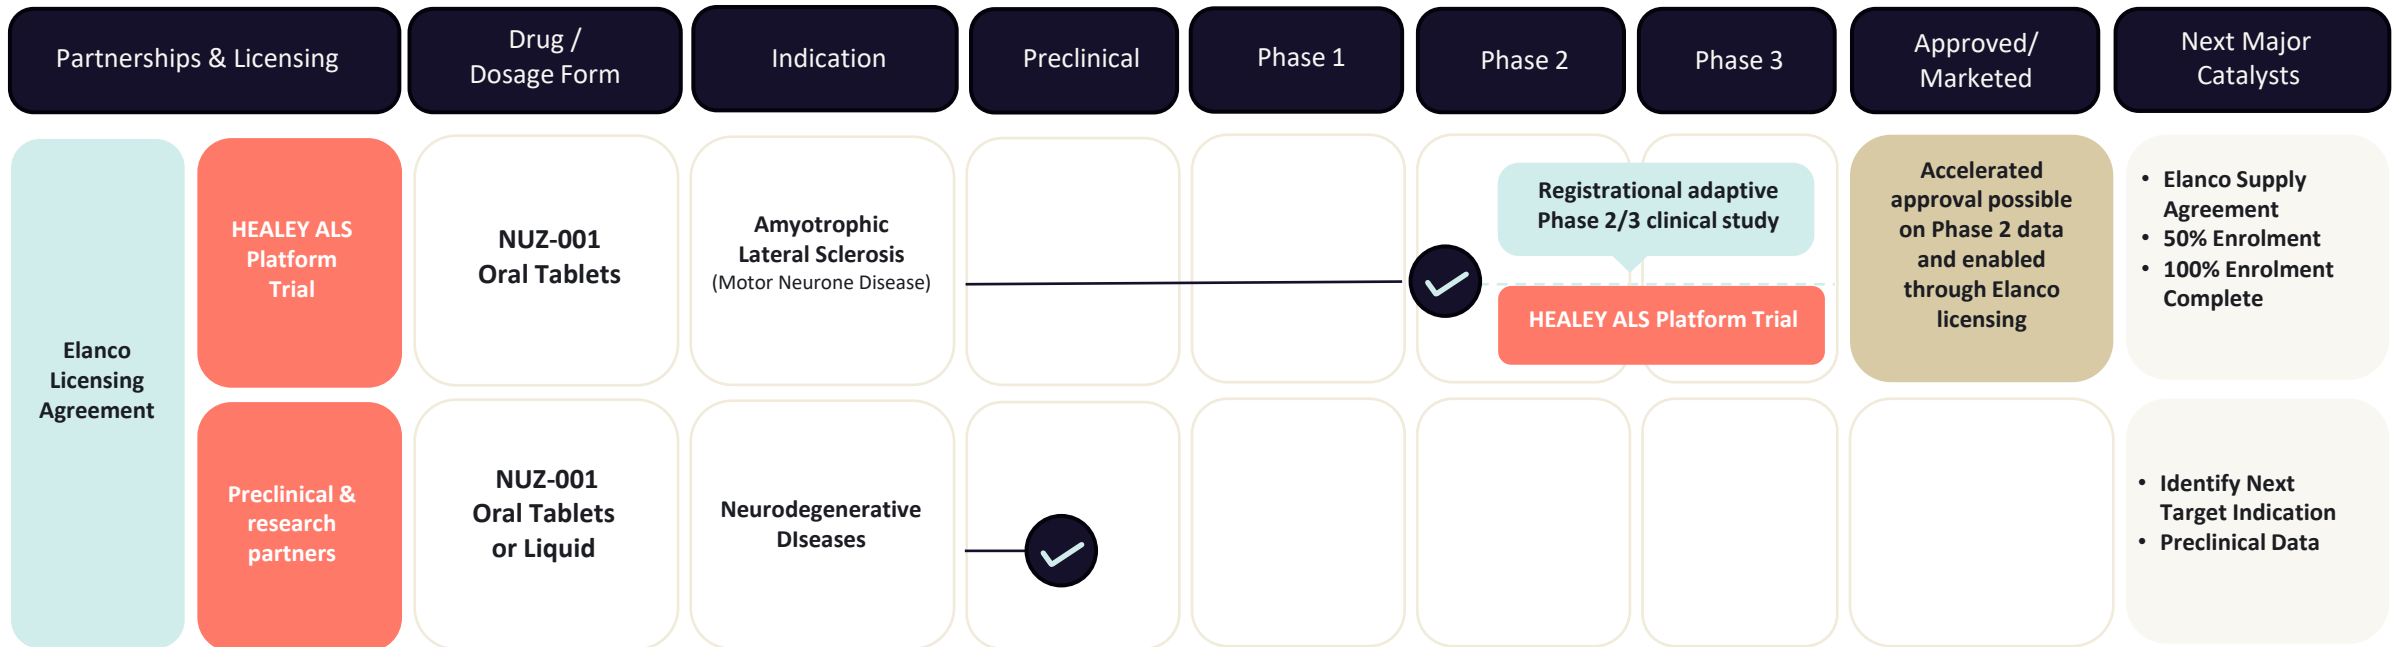 Partnerships & Licensing
Drug /
Dosage Form
Indication
Preclinical
Phase 1
Phase 2
Phase 3
Approved/
Marketed
Next Major
Catalysts
Elanco
Licensing
Agreement
HEALEY ALS
Platform
Trial
NUZ-001
Oral Tablets
Amyotrophic
Lateral Sclerosis
(Motor Neurone Disease)
Registrational adaptive
Phase 2/3 clinical study
HEALEY ALS Platform Trial
Accelerated
approval possible
on Phase 2 data
and enabled
through Elanco
licensing
• Elanco Supply
Agreement
• 50% Enrolment
• 100% Enrolment
Complete
Preclinical &
research
partners
NUZ-001
Oral Tablets
or Liquid
Neurodegenerative
DIseases
• Identify Next
Target Indication
• Preclinical Data